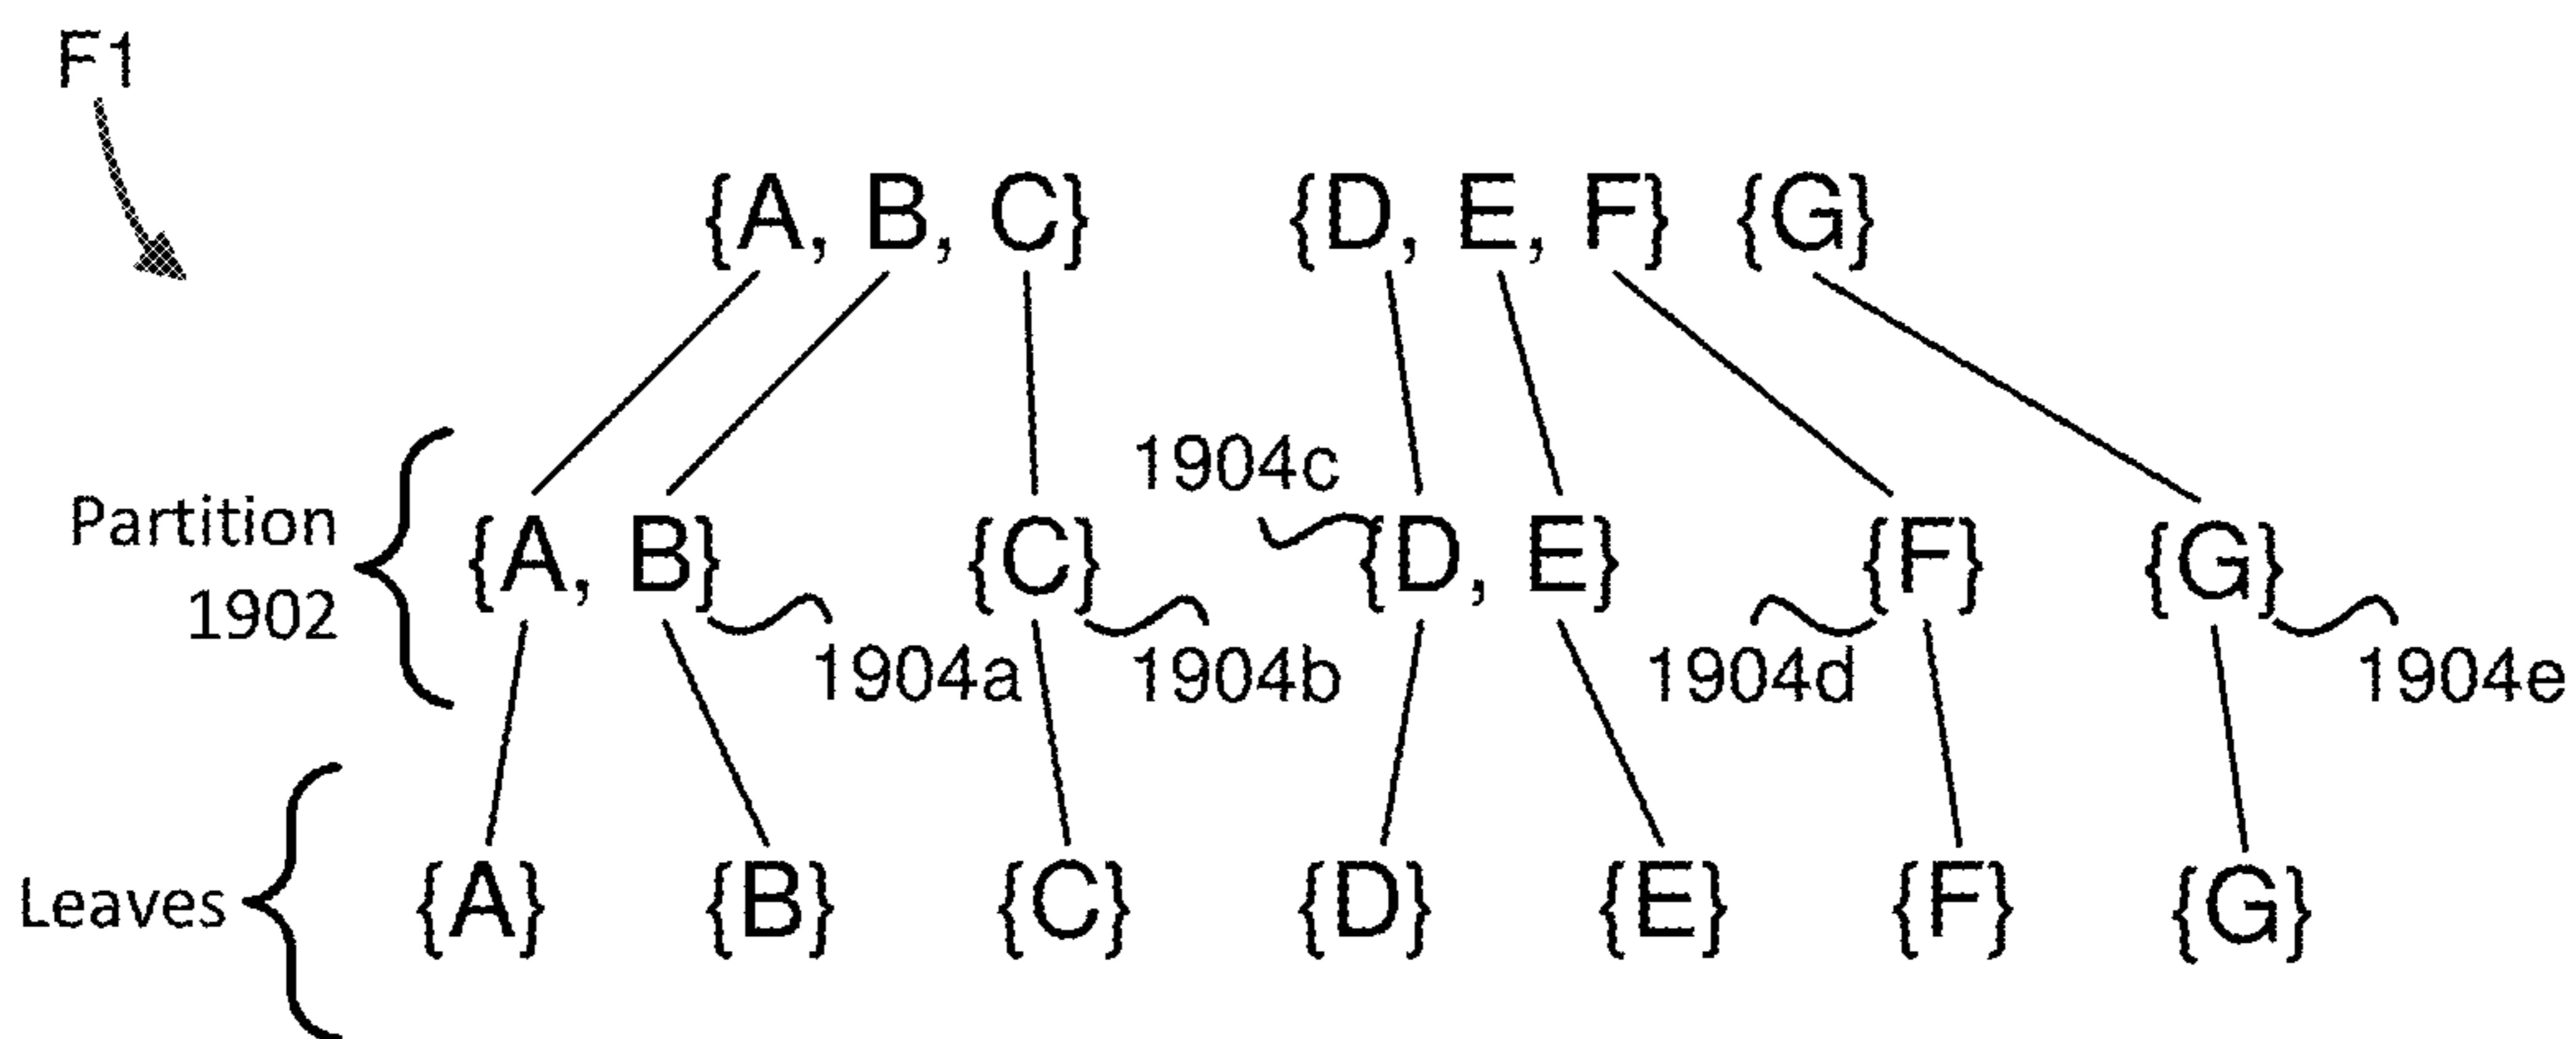 F1
{A, B, C} {D, E, F} {G}
1904c
Partition
1902
{A, B} {C} {D, E} {F} {G}
1904a 1904b 1904d 1904e
Leaves
{A} {B} {C} {D} {E} {F} {G}